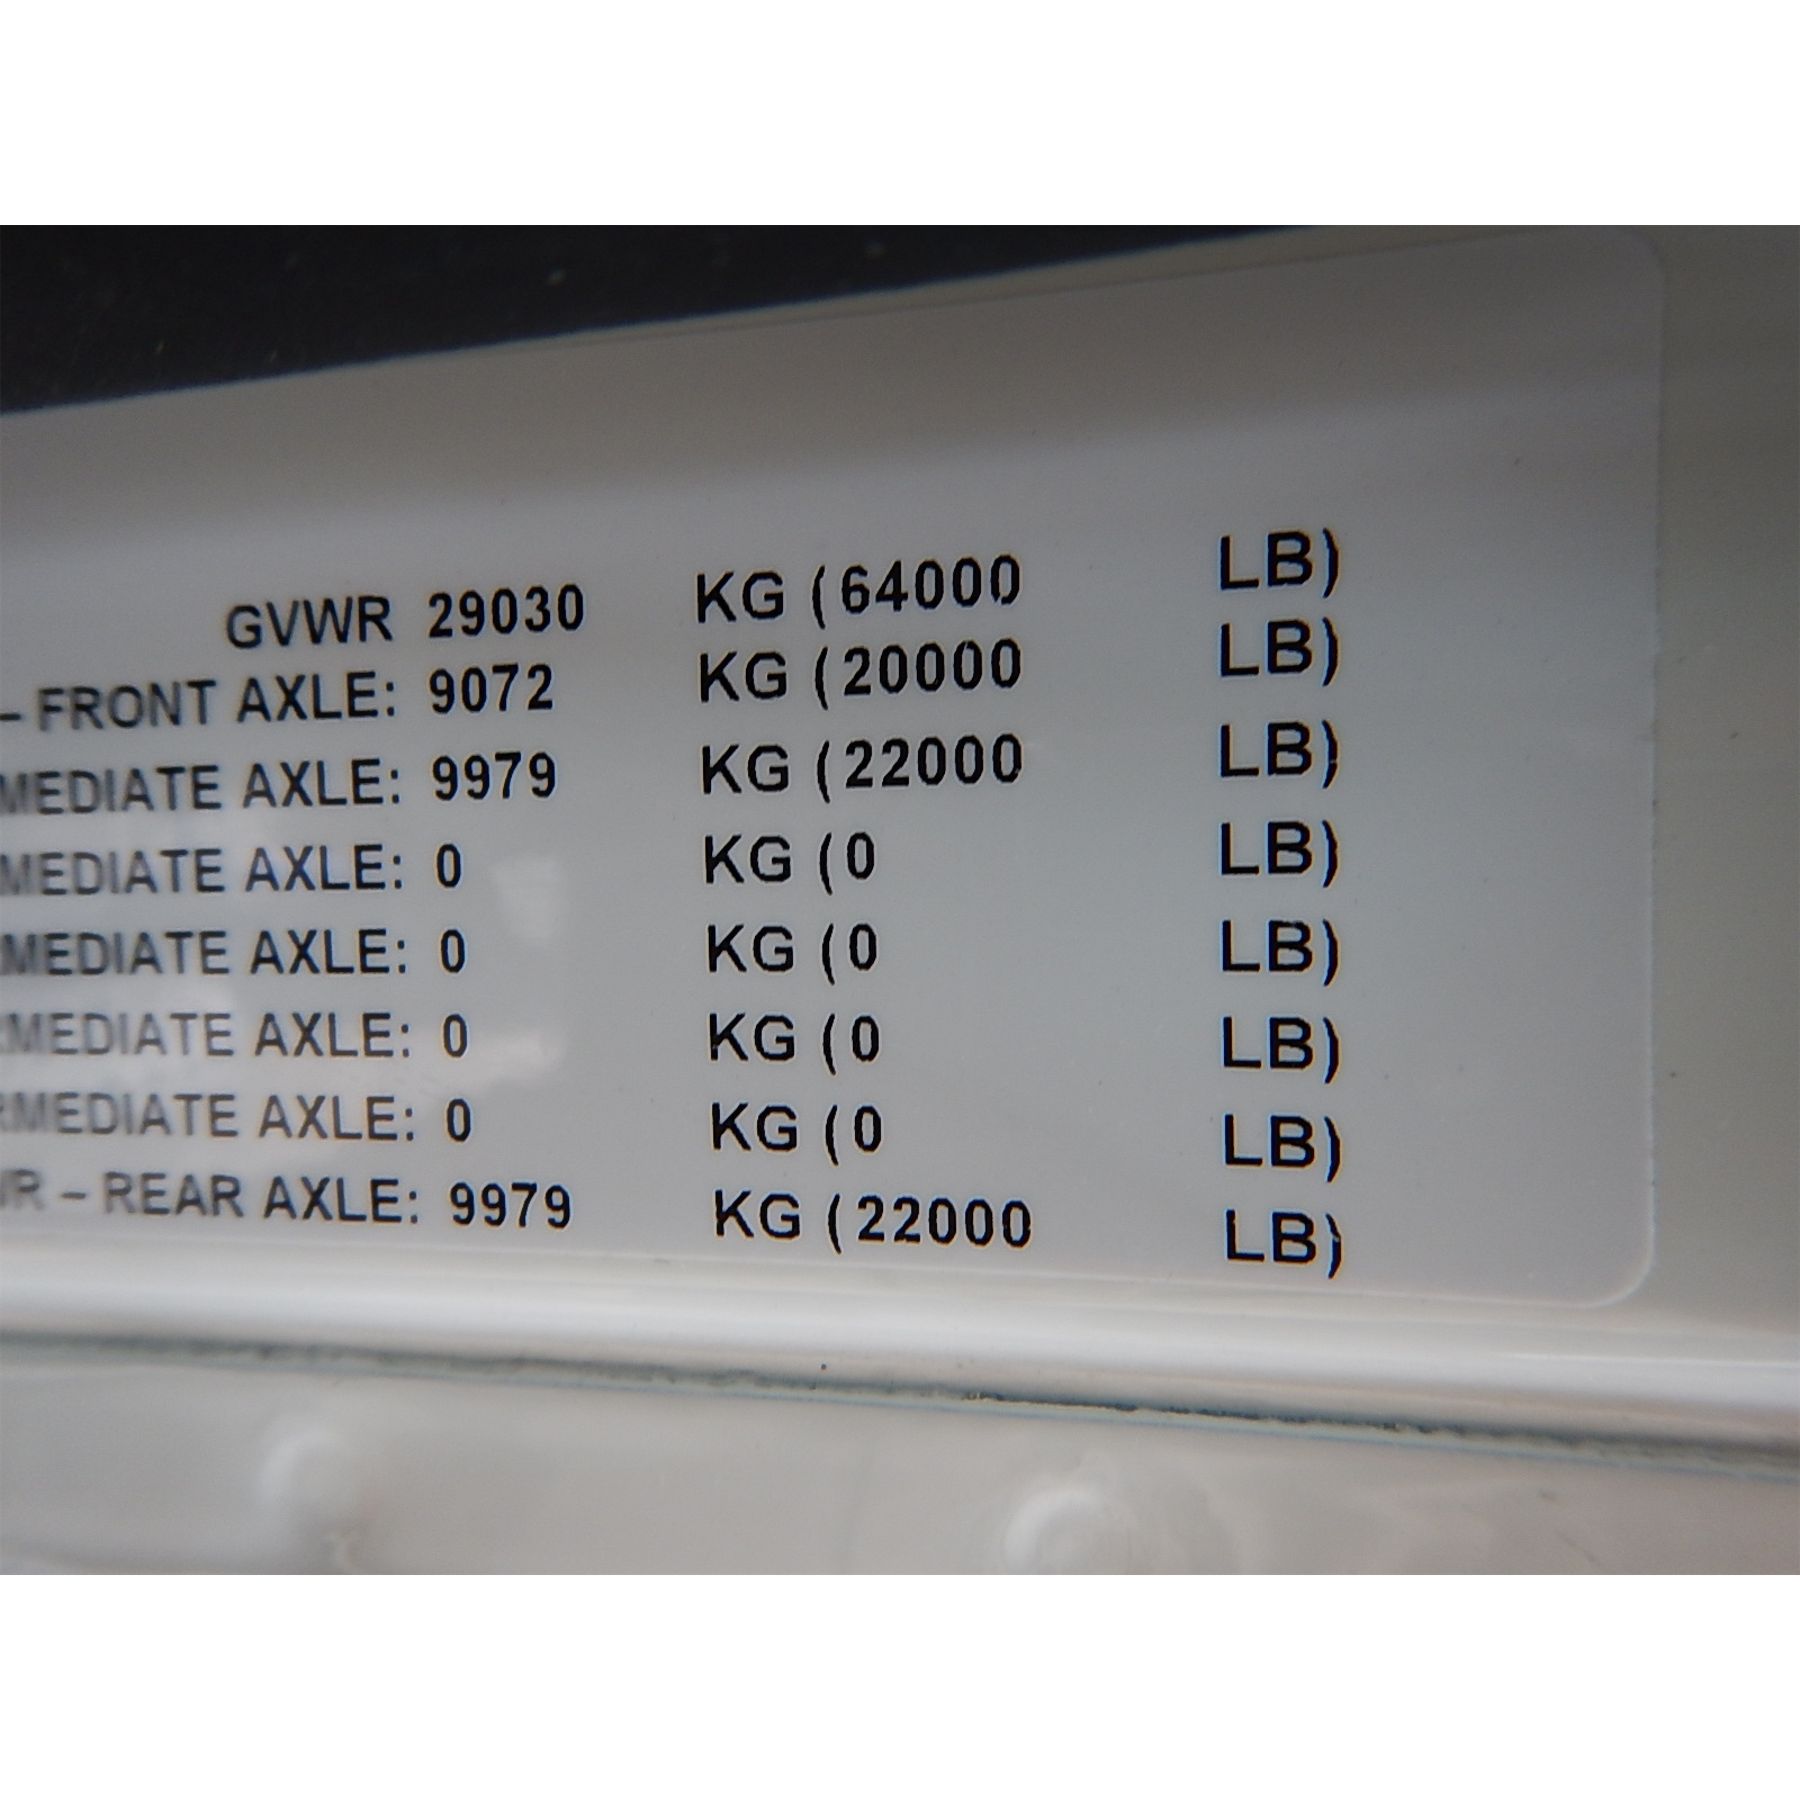 GVWR 29030 KG (64000 LB)
– FRONT AXLE: 9072 KG (20000 LB)
MEDIATE AXLE: 9979 KG (22000 LB)
MEDIATE AXLE: 0 KG (0 LB)
MEDIATE AXLE: 0 KG (0 LB)
MEDIATE AXLE: 0 KG (0 LB)
RMEDIATE AXLE: 0 KG (0 LB)
WR – REAR AXLE: 9979 KG (22000 LB)